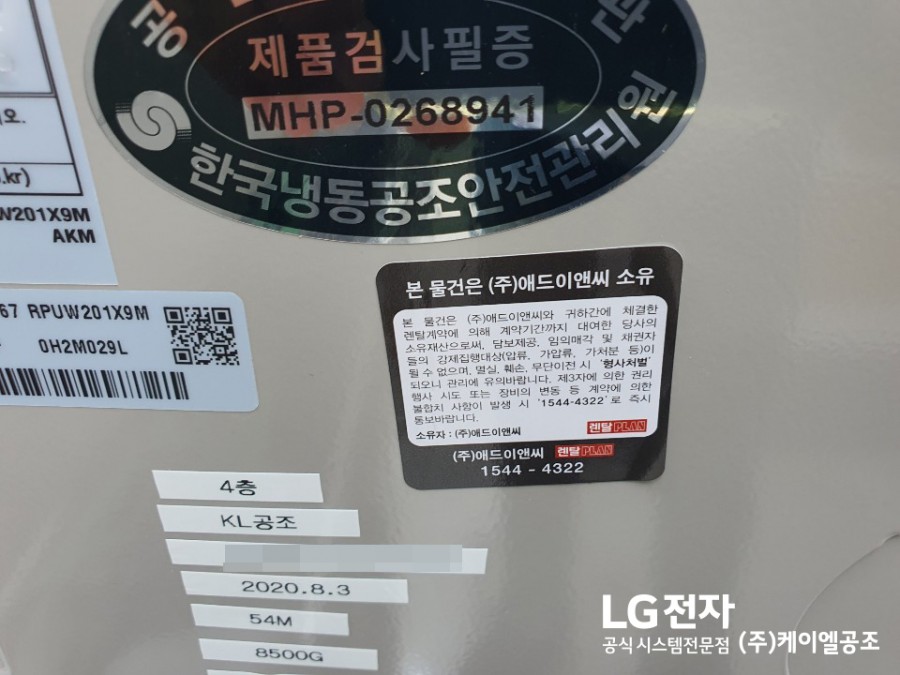 제품검사필증
MHP-0268941
한국냉동공조안전관리원
오.
.kr)
W201X9M
AKM
67 RPUW201X9M
0H2M029L
본 물건은 (주)애드이앤씨 소유
본 물건은 (주)애드이앤씨와 귀하간에 체결한
렌탈계약에 의해 계약기간까지 대여한 당사의
소유재산으로써, 담보제공, 임의매각 및 채권자
들의 강제집행대상(압류, 가압류, 가처분 등)이
될 수 없으며, 멸실, 훼손, 무단이전 시 '형사처벌'
되오니 관리에 유의바랍니다. 제3자에 의한 권리
행사 시도 또는 장비의 변동 등 계약에 의한
불합치 사항이 발생 시 '1544-4322'로 즉시
통보바랍니다.
소유자 : (주)애드이앤씨 렌탈PLAN
(주)애드이앤씨 렌탈PLAN
1544 - 4322
4층
KL공조
2020.8.3
54M
8500G
LG전자
공식 시스템전문점 (주)케이엘공조